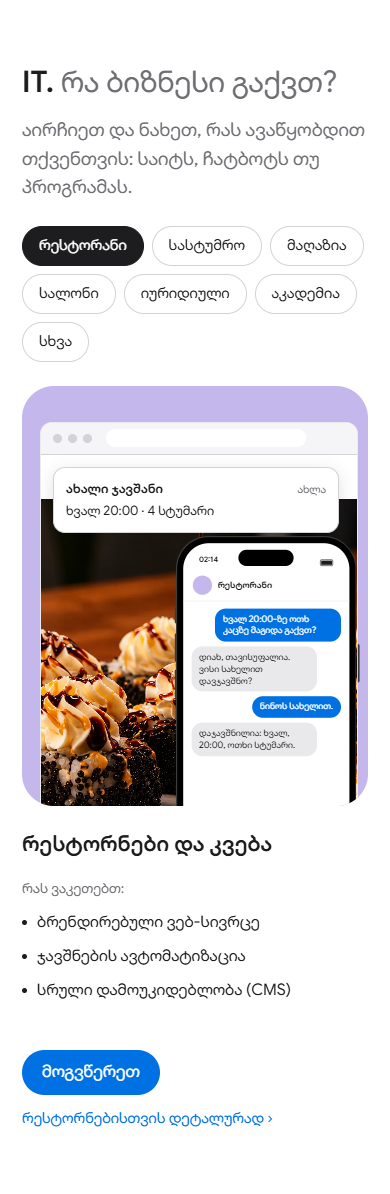 IT. რა ბიზნესი გაქვთ?
აირჩიეთ და ნახეთ, რას ავაწყობდით
თქვენთვის: საიტს, ჩატბოტს თუ
პროგრამას.
რესტორანი
სასტუმრო
მაღაზია
სალონი
იურიდიული
აკადემია
სხვა
ახალი ჯავშანი
ახლა
ხვალ 20:00 · 4 სტუმარი
02:14
რესტორანი
ხვალ 20:00-ზე ოთხ
კაცზე მაგიდა გაქვთ?
დიახ, თავისუფალია.
ვისი სახელით
დავჯავშნო?
ნინოს სახელით.
დაჯავშნილია: ხვალ,
20:00, ოთხი სტუმარი.
რესტორნები და კვება
რას ვაკეთებთ:
• ბრენდირებული ვებ-სივრცე
• ჯავშნების ავტომატიზაცია
• სრული დამოუკიდებლობა (CMS)
მოგვწერეთ
რესტორნებისთვის დეტალურად ›